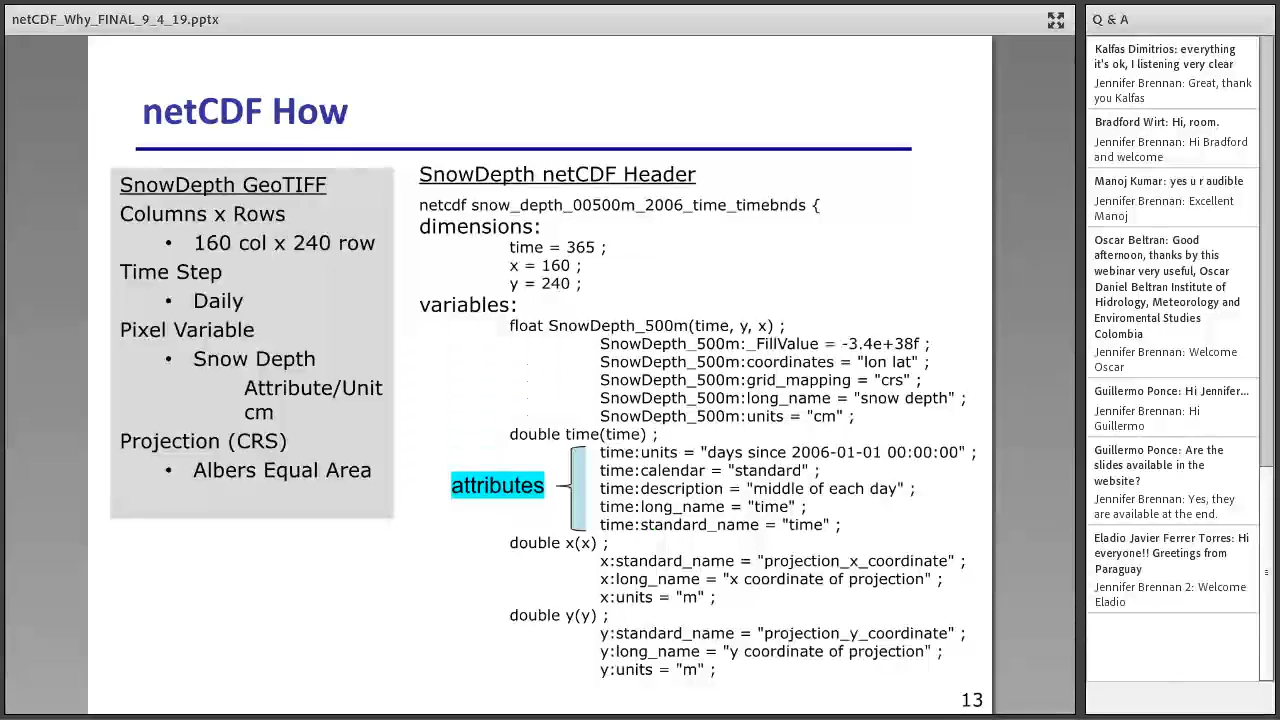 netCDF_Why_FINAL_9_4_19.pptx
netCDF How
SnowDepth GeoTIFF
Columns x Rows
• 160 col x 240 row
Time Step
• Daily
Pixel Variable
• Snow Depth
Attribute/Unit
cm
Projection (CRS)
• Albers Equal Area
SnowDepth netCDF Header
netcdf snow_depth_00500m_2006_time_timebnds {
dimensions:
time = 365 ;
x = 160 ;
y = 240 ;
variables:
float SnowDepth_500m(time, y, x) ;
SnowDepth_500m:_FillValue = -3.4e+38f ;
SnowDepth_500m:coordinates = "lon lat" ;
SnowDepth_500m:grid_mapping = "crs" ;
SnowDepth_500m:long_name = "snow depth" ;
SnowDepth_500m:units = "cm" ;
double time(time) ;
time:units = "days since 2006-01-01 00:00:00" ;
time:calendar = "standard" ;
attributes
time:description = "middle of each day" ;
time:long_name = "time" ;
time:standard_name = "time" ;
double x(x) ;
x:standard_name = "projection_x_coordinate" ;
x:long_name = "x coordinate of projection" ;
x:units = "m" ;
double y(y) ;
y:standard_name = "projection_y_coordinate" ;
y:long_name = "y coordinate of projection" ;
y:units = "m" ;
13
Q & A
Kalfas Dimitrios: everything
it's ok, I listening very clear
Jennifer Brennan: Great, thank
you Kalfas
Bradford Wirt: Hi, room.
Jennifer Brennan: Hi Bradford
and welcome
Manoj Kumar: yes u r audible
Jennifer Brennan: Excellent
Manoj
Oscar Beltran: Good
afternoon, thanks by this
webinar very useful, Oscar
Daniel Beltran Institute of
Hidrology, Meteorology and
Enviromental Studies
Colombia
Jennifer Brennan: Welcome
Oscar
Guillermo Ponce: Hi Jennifer...
Jennifer Brennan: Hi
Guillermo
Guillermo Ponce: Are the
slides available in the
website?
Jennifer Brennan: Yes, they
are available at the end.
Eladio Javier Ferrer Torres: Hi
everyone!! Greetings from
Paraguay
Jennifer Brennan 2: Welcome
Eladio